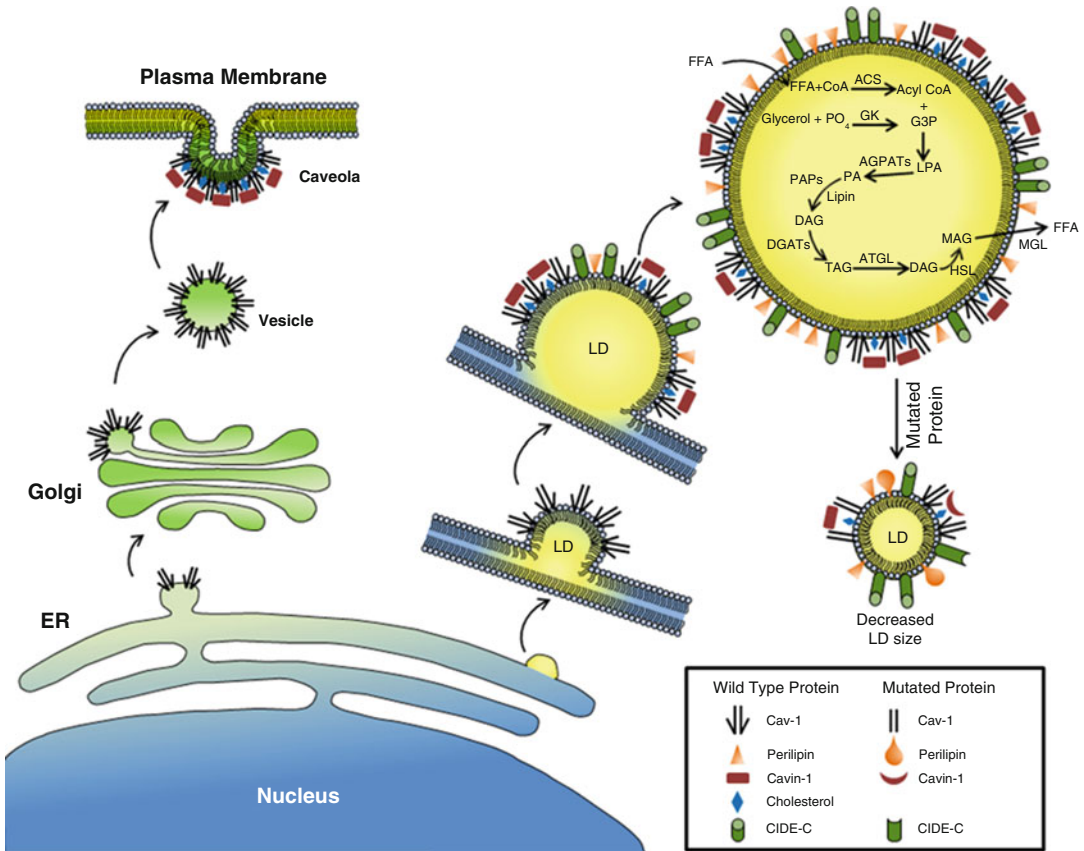 Plasma Membrane
Caveola
Vesicle
Golgi
ER
Nucleus
LD
LD
FFA
FFA+CoA
ACS
Acyl CoA
+
Glycerol + PO4
GK
G3P
LPA
AGPATs
PA
PAPs
Lipin
DAG
DGATs
TAG
ATGL
DAG
HSL
MAG
MGL
FFA
Mutated
Protein
LD
Decreased
LD size
Wild Type Protein
Mutated Protein
Cav-1
Cav-1
Perilipin
Perilipin
Cavin-1
Cavin-1
Cholesterol
CIDE-C
CIDE-C